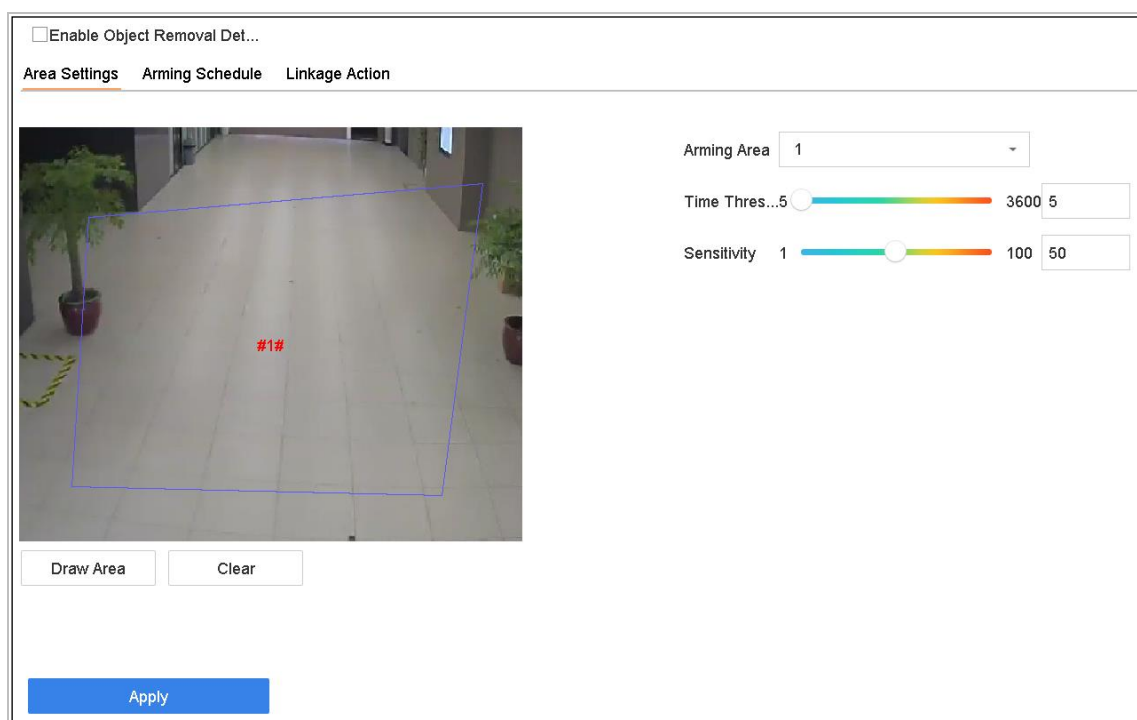 Enable Object Removal Det...
Area Settings Arming Schedule Linkage Action
Arming Area 1
Time Thres...5 3600 5
Sensitivity 1 100 50
#1#
Draw Area Clear
Apply